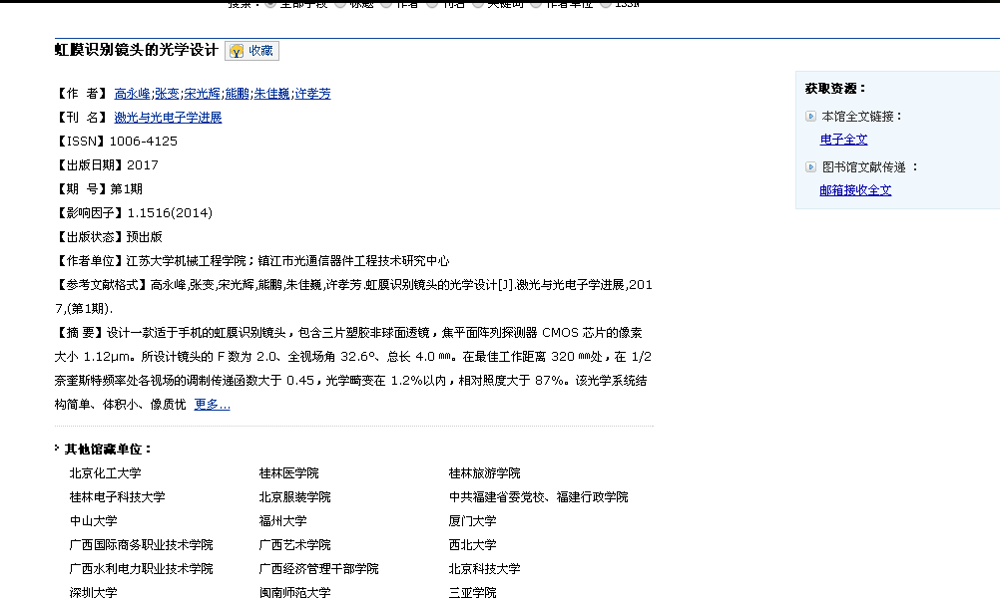 搜索： 全部字段 标题 作者 刊名 关键词 作者单位 ISSN
虹膜识别镜头的光学设计 收藏
【作 者】 高永峰;张变;宋光辉;熊鹏;朱佳巍;许孝芳
【刊 名】 激光与光电子学进展
【ISSN】1006-4125
【出版日期】2017
【期 号】第1期
【影响因子】1.1516(2014)
【出版状态】预出版
【作者单位】江苏大学机械工程学院；镇江市光通信器件工程技术研究中心
【参考文献格式】高永峰,张变,宋光辉,熊鹏,朱佳巍,许孝芳.虹膜识别镜头的光学设计[J].激光与光电子学进展,201
7,(第1期).
【摘 要】设计一款适于手机的虹膜识别镜头，包含三片塑胶非球面透镜，焦平面阵列探测器 CMOS 芯片的像素
大小 1.12μm。所设计镜头的 F 数为 2.0、全视场角 32.6°、总长 4.0 ㎜。在最佳工作距离 320 ㎜处，在 1/2
奈奎斯特频率处各视场的调制传递函数大于 0.45，光学畸变在 1.2%以内，相对照度大于 87%。该光学系统结
构简单、体积小、像质优 更多...
获取资源：
本馆全文链接：
电子全文
图书馆文献传递 ：
邮箱接收全文
其他馆藏单位：
北京化工大学 桂林医学院 桂林旅游学院
桂林电子科技大学 北京服装学院 中共福建省委党校、福建行政学院
中山大学 福州大学 厦门大学
广西国际商务职业技术学院 广西艺术学院 西北大学
广西水利电力职业技术学院 广西经济管理干部学院 北京科技大学
深圳大学 闽南师范大学 三亚学院